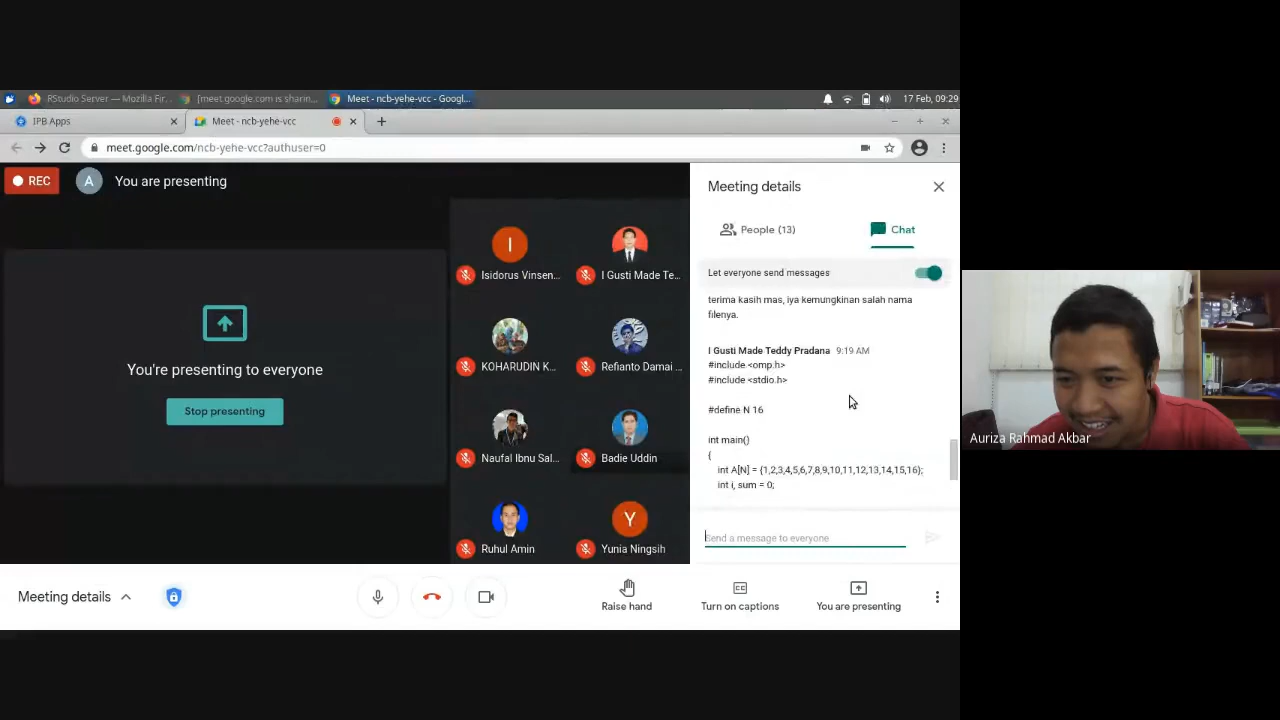 RStudio Server — Mozilla Fir...
[meet.google.com is sharin...
Meet - ncb-yehe-vcc - Googl...
17 Feb, 09:29
IPB Apps
Meet - ncb-yehe-vcc
meet.google.com/ncb-yehe-vcc?authuser=0
REC
A
You are presenting
You're presenting to everyone
Stop presenting
I
Isidorus Vinsen...
I Gusti Made Te...
KOHARUDIN K...
Refianto Damai ...
Naufal Ibnu Sal...
Badie Uddin
Ruhul Amin
Y
Yunia Ningsih
Meeting details
People (13)
Chat
Let everyone send messages
terima kasih mas, iya kemungkinan salah nama
filenya.
I Gusti Made Teddy Pradana 9:19 AM
#include <omp.h>
#include <stdio.h>
#define N 16
int main()
{
int A[N] = {1,2,3,4,5,6,7,8,9,10,11,12,13,14,15,16};
int i, sum = 0;
Send a message to everyone
Meeting details
Raise hand
CC
Turn on captions
You are presenting
Auriza Rahmad Akbar